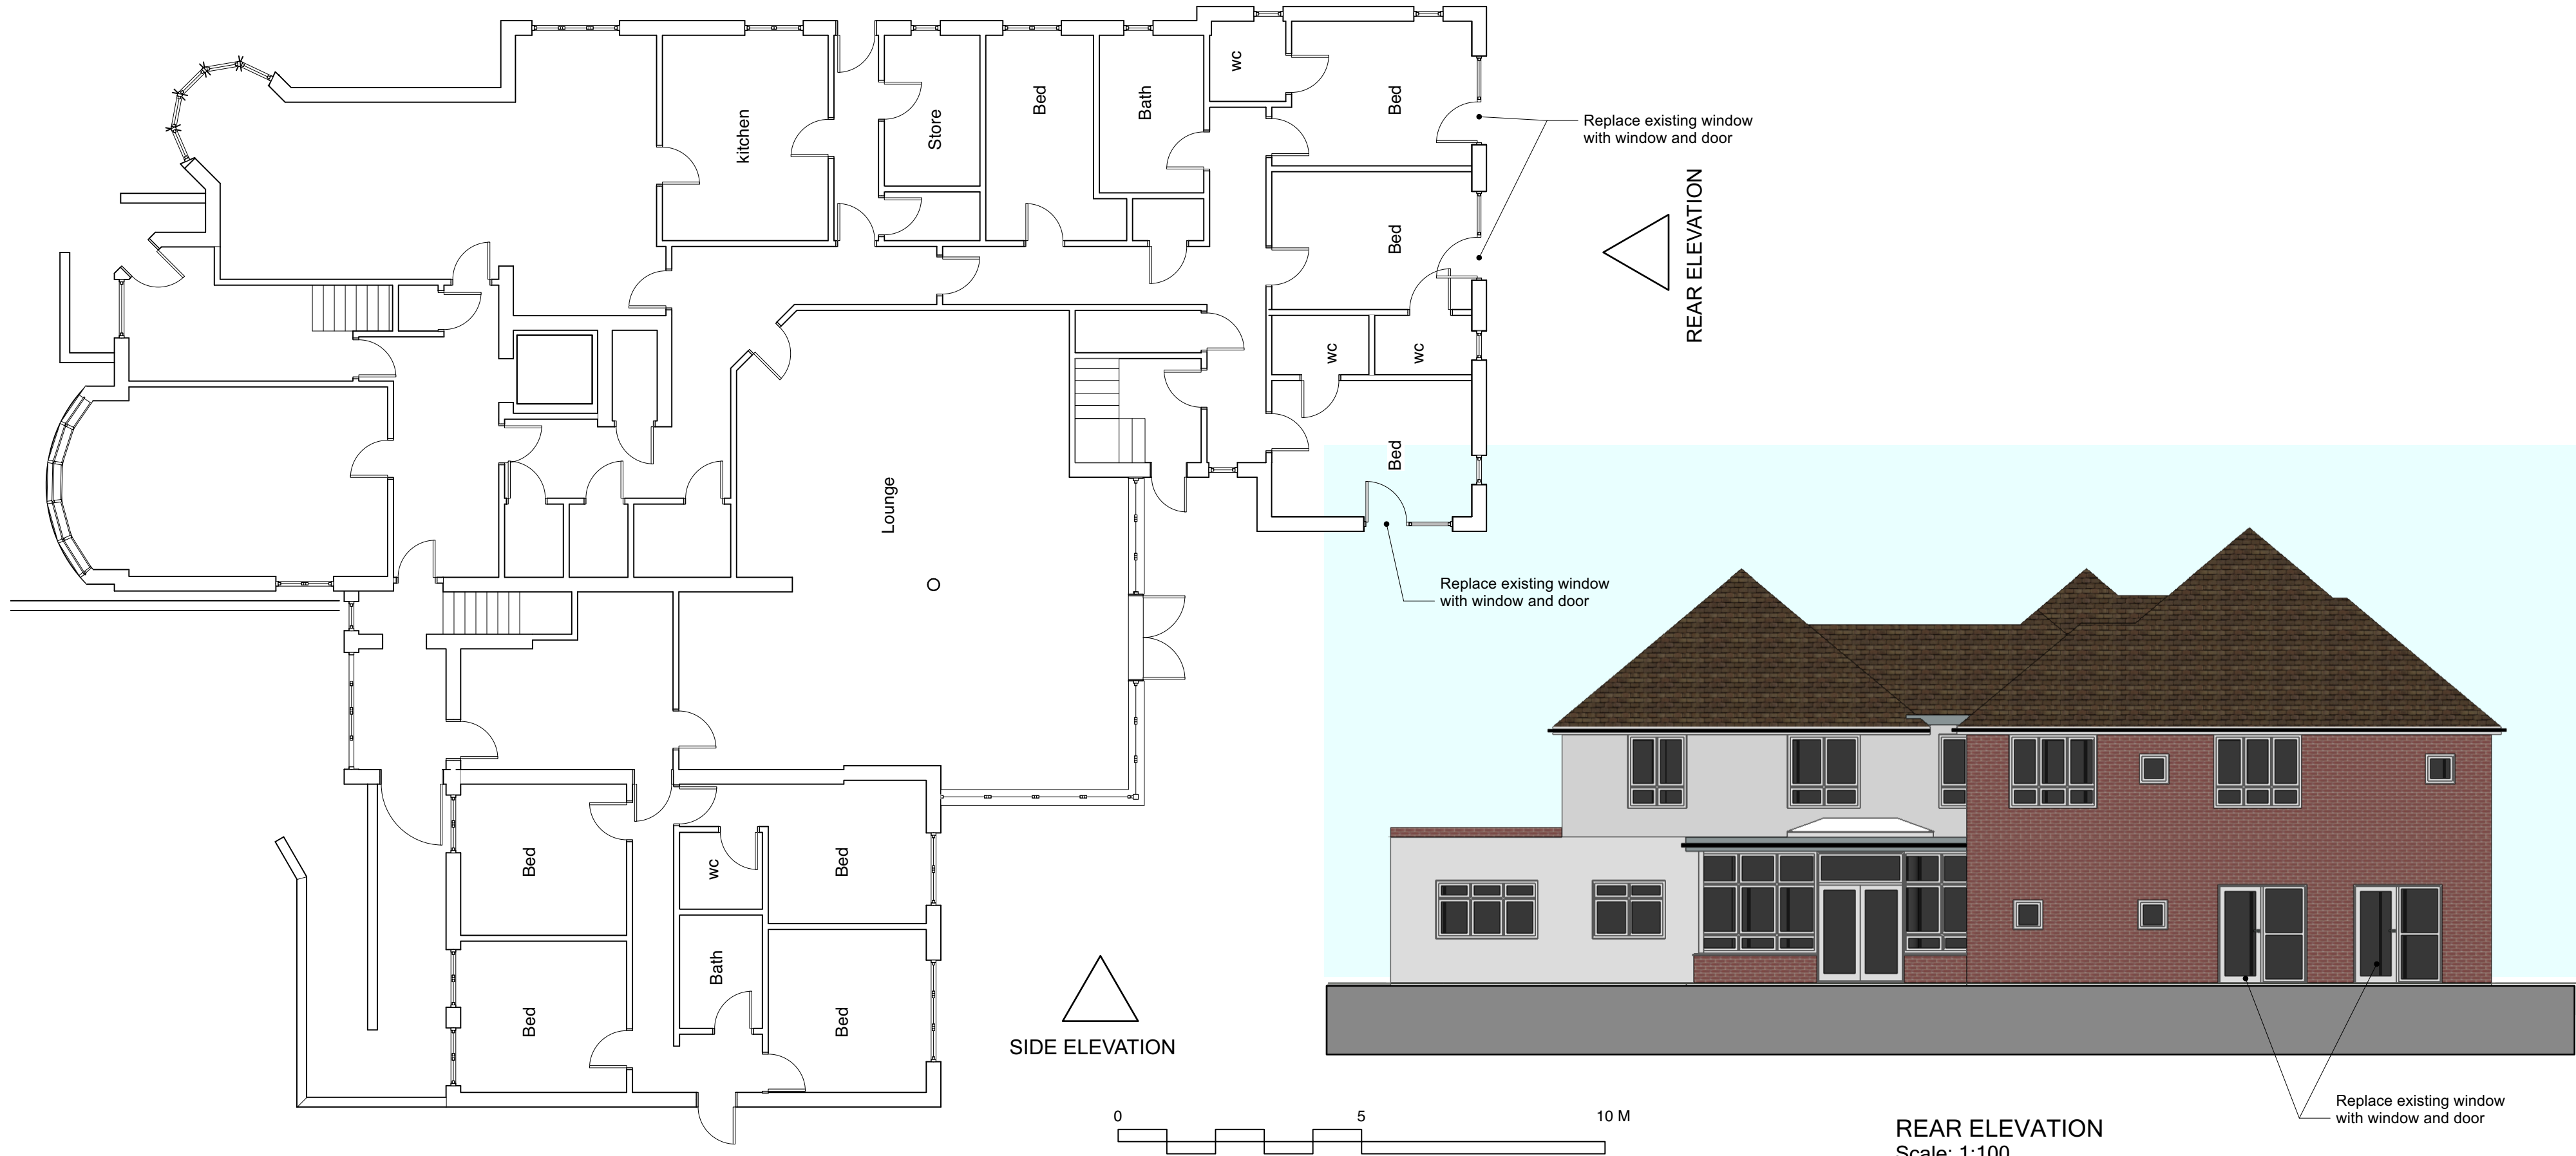 kitchen
Store
Bed
Bath
wc
Bed
Replace existing window
with window and door
REAR ELEVATION
Bed
wc
wc
Bed
Lounge
Replace existing window
with window and door
Bed
wc
Bed
Bed
Bath
Bed
SIDE ELEVATION
0 5 10 M
Replace existing window
with window and door
REAR ELEVATION
Scale: 1:100